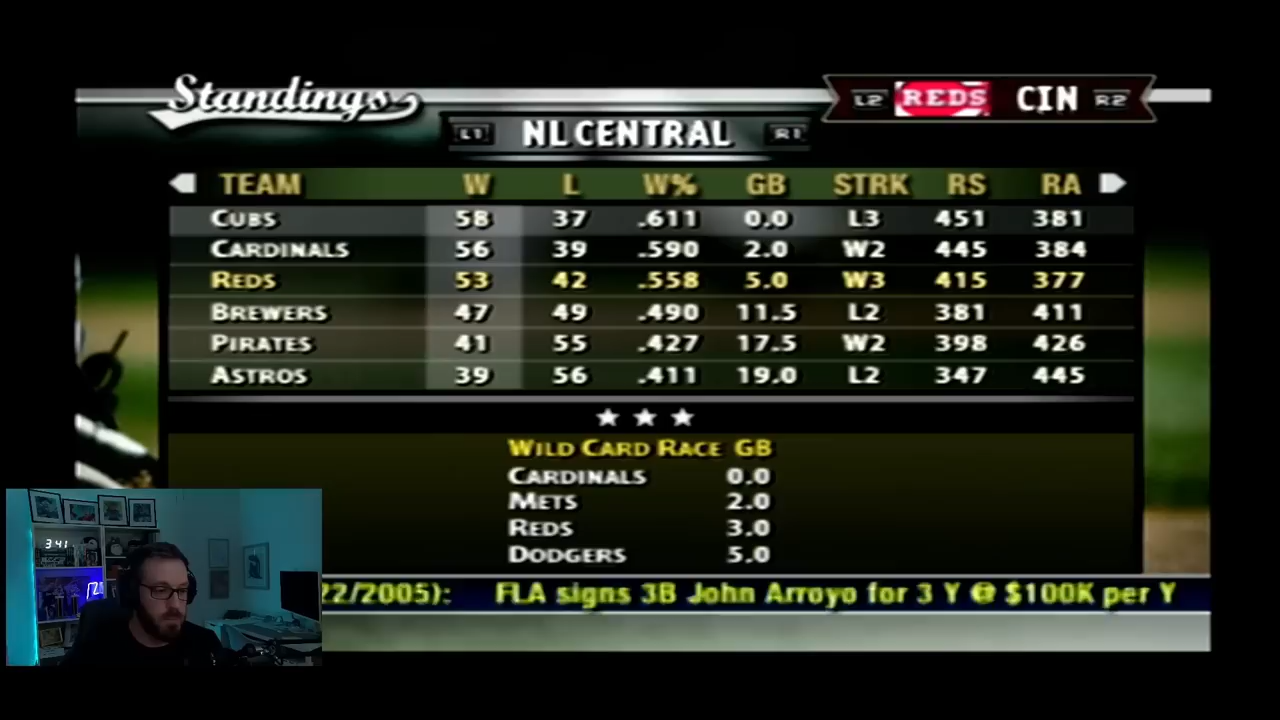 Standings
L2 REDS CIN R2
L1 NL CENTRAL R1
TEAM W L W% GB STRK RS RA
CUBS 58 37 .611 0.0 L3 451 381
CARDINALS 56 39 .590 2.0 W2 445 384
REDS 53 42 .558 5.0 W3 415 377
BREWERS 47 49 .490 11.5 L2 381 411
PIRATES 41 55 .427 17.5 W2 398 426
ASTROS 39 56 .411 19.0 L2 347 445
WILD CARD RACE GB
CARDINALS 0.0
METS 2.0
REDS 3.0
DODGERS 5.0
22/2005): FLA signs 3B John Arroyo for 3 Y @ $100K per Y
3:41